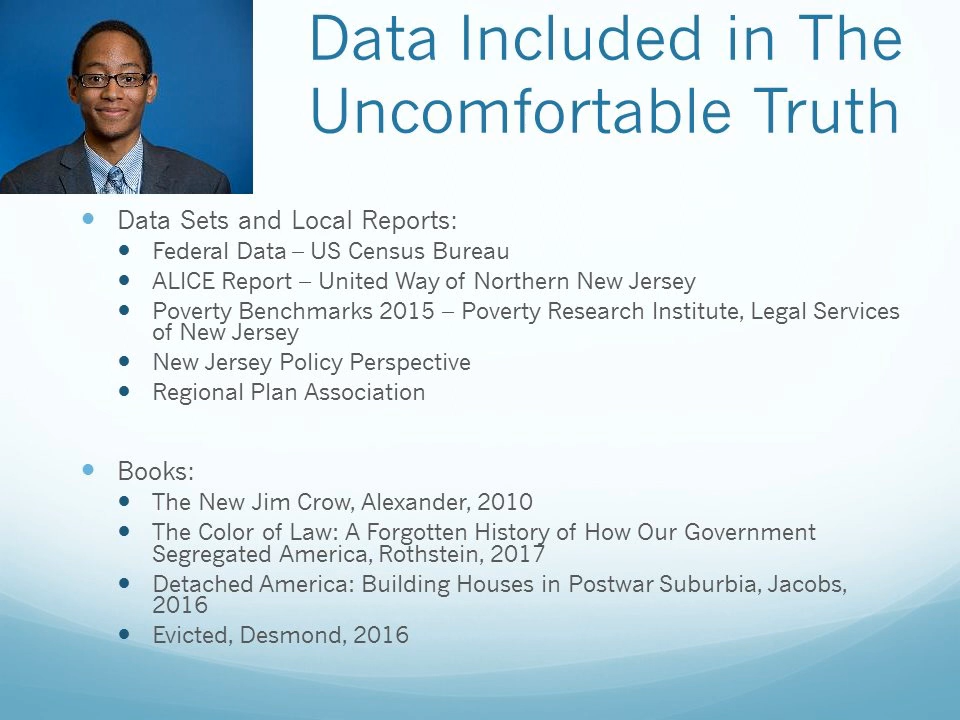 Data Included in The
Uncomfortable Truth
Data Sets and Local Reports:
Federal Data – US Census Bureau
ALICE Report – United Way of Northern New Jersey
Poverty Benchmarks 2015 – Poverty Research Institute, Legal Services
of New Jersey
New Jersey Policy Perspective
Regional Plan Association
Books:
The New Jim Crow, Alexander, 2010
The Color of Law: A Forgotten History of How Our Government
Segregated America, Rothstein, 2017
Detached America: Building Houses in Postwar Suburbia, Jacobs,
2016
Evicted, Desmond, 2016